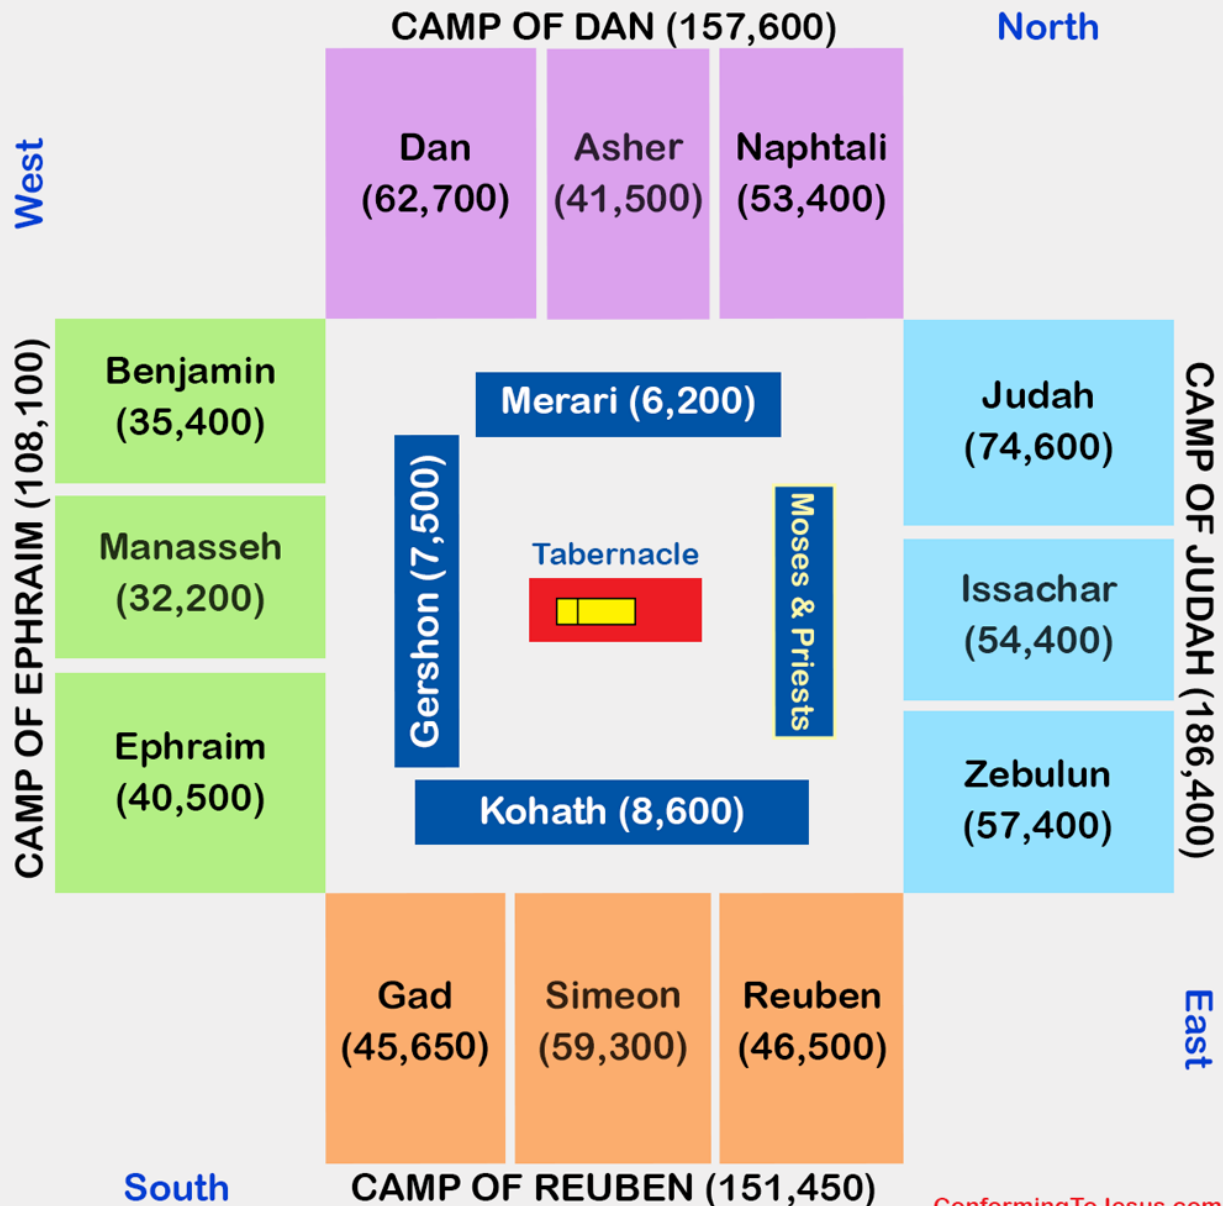 CAMP OF DAN (157,600)
North
West
Dan
(62,700)
Asher
(41,500)
Naphtali
(53,400)
CAMP OF EPHRAIM (108,100)
Benjamin
(35,400)
Manasseh
(32,200)
Ephraim
(40,500)
Merari (6,200)
Gershon (7,500)
Tabernacle
Moses & Priests
Kohath (8,600)
Judah
(74,600)
Issachar
(54,400)
Zebulun
(57,400)
CAMP OF JUDAH (186,400)
Gad
(45,650)
Simeon
(59,300)
Reuben
(46,500)
East
South
CAMP OF REUBEN (151,450)
ConformingToJesus.com